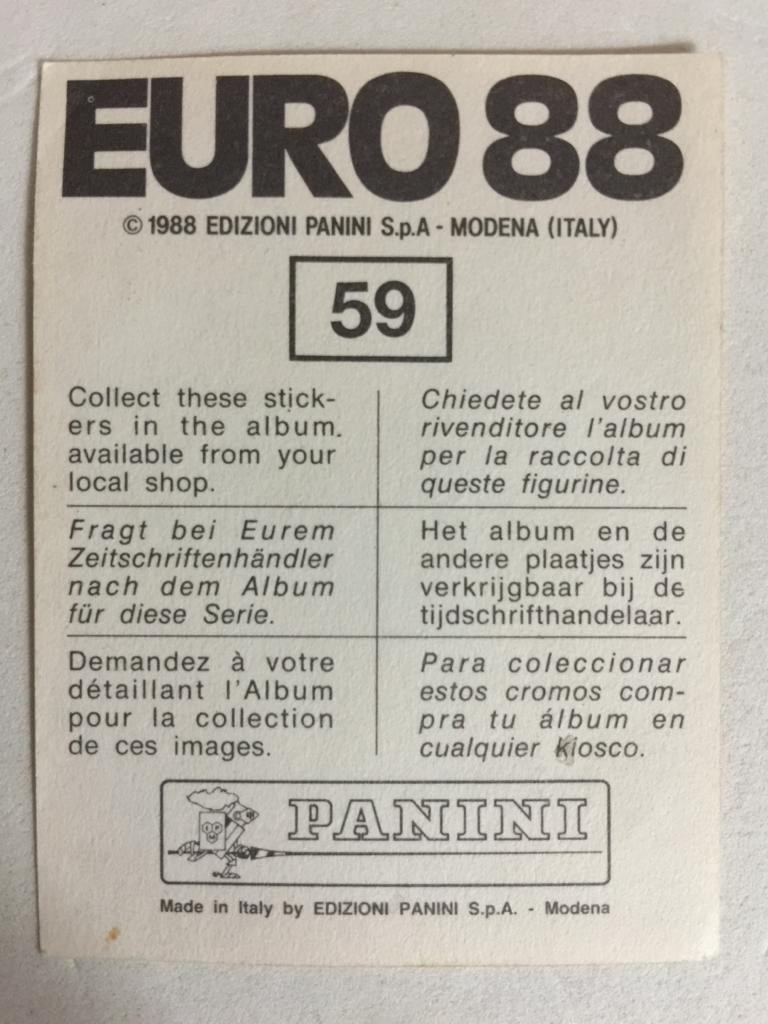 EURO 88
© 1988 EDIZIONI PANINI S.p.A - MODENA (ITALY)
59
Collect these stick-
ers in the album.
available from your
local shop.
Chiedete al vostro
rivenditore l'album
per la raccolta di
queste figurine.
Fragt bei Eurem
Zeitschriftenhändler
nach dem Album
für diese Serie.
Het album en de
andere plaatjes zijn
verkrijgbaar bij de
tijdschrifthandelaar.
Demandez à votre
détaillant l'Album
pour la collection
de ces images.
Para coleccionar
estos cromos com-
pra tu álbum en
cualquier kiosco.
PANINI
Made in Italy by EDIZIONI PANINI S.p.A. - Modena